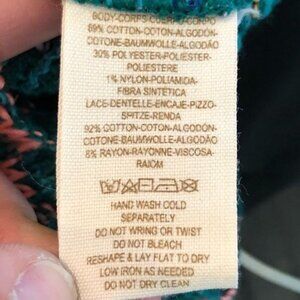 BODY-CORPS-CUERPO-CORPO
69% COTTON-COTON-ALGODÓN-
COTONE-BAUMWOLLE-ALGODÃO
30% POLYESTER-POLIESTER-
POLIESTERE
1% NYLON-POLIAMIDA-
FIBRA SINTÉTICA
LACE-DENTELLE-ENCAJE-PIZZO-
SPITZE-RENDA
92% COTTON-COTON-ALGODÓN-
COTONE-BAUMWOLLE-ALGODÃO
8% RAYON-RAYONNE-VISCOSA-
RAIOM
HAND WASH COLD
SEPARATELY
DO NOT WRING OR TWIST
DO NOT BLEACH
RESHAPE & LAY FLAT TO DRY
LOW IRON AS NEEDED
DO NOT DRY CLEAN